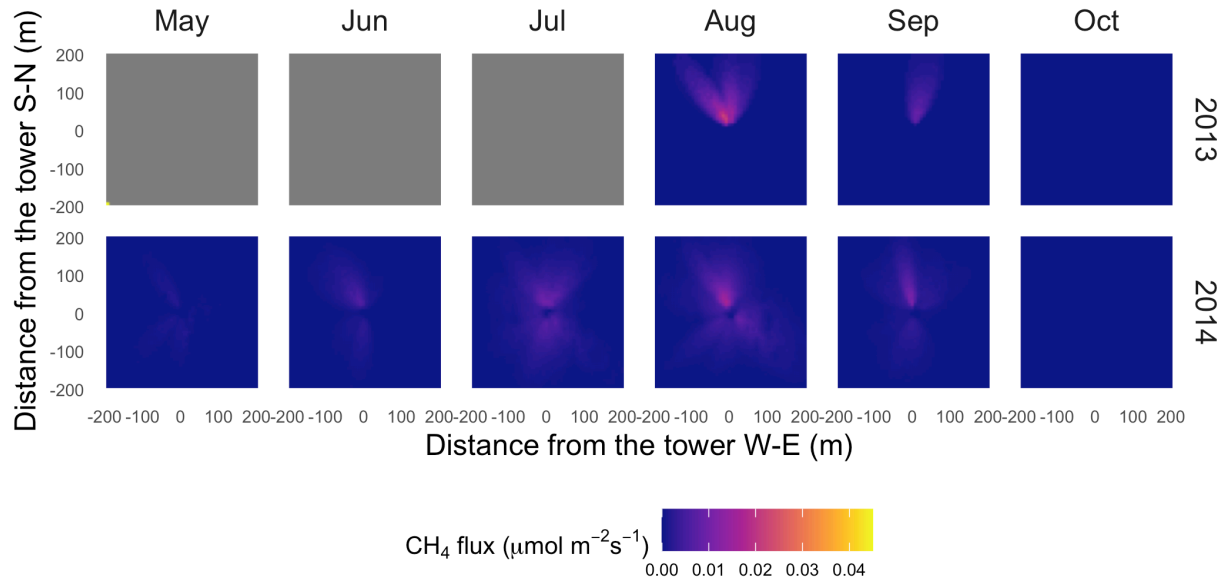 May Jun Jul Aug Sep Oct
Distance from the tower S-N (m)
200
100
0
-100
-200
2013
200
100
0
-100
-200
2014
-200 -100 0 100 200 -200 -100 0 100 200 -200 -100 0 100 200 -200 -100 0 100 200 -200 -100 0 100 200 -200 -100 0 100 200
Distance from the tower W-E (m)
CH₄ flux (μmol m⁻²s⁻¹)
0.00 0.01 0.02 0.03 0.04